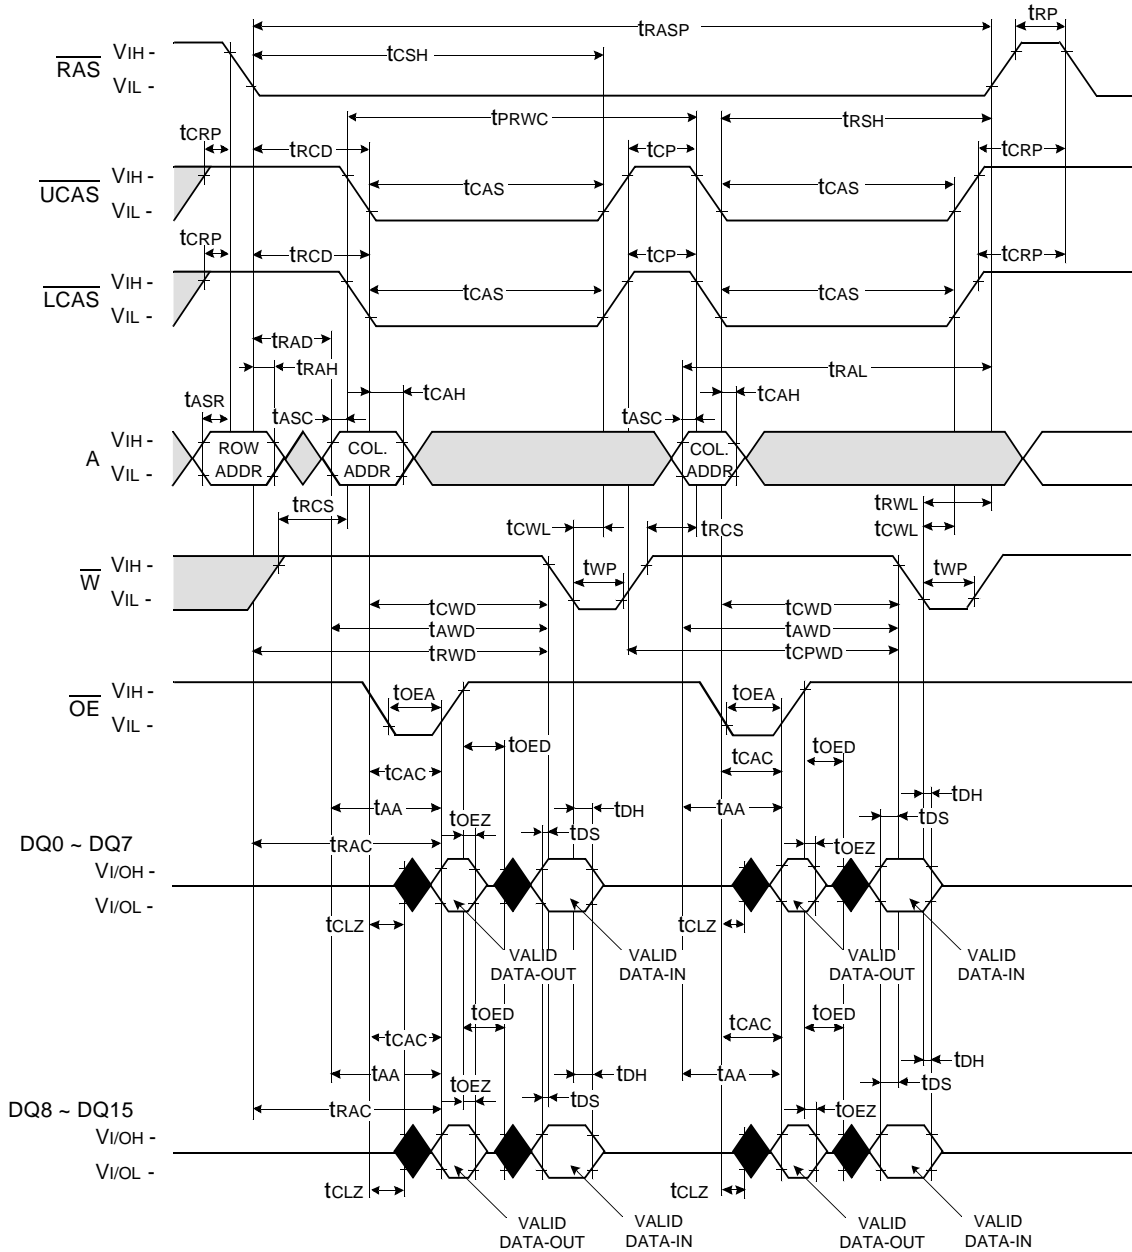 tRASP
tRP
tCSH
RAS
VIH -
VIL -
tPRWC
tRSH
tCRP
tRCD
tCP
tCRP
UCAS
VIH -
VIL -
tCAS
tCAS
tCRP
tRCD
tCP
tCRP
LCAS
VIH -
VIL -
tCAS
tCAS
tRAD
tRAH
tRAL
tASR
tCAH
tCAH
tASC
tASC
A
VIH -
VIL -
ROW
ADDR
COL.
ADDR
COL.
ADDR
tRCS
tRWL
tCWL
tRCS
tCWL
W
VIH -
VIL -
tWP
tWP
tCWD
tCWD
tAWD
tAWD
tRWD
tCPWD
OE
VIH -
VIL -
tOEA
tOEA
tOED
tOED
tCAC
tCAC
tAA
tDH
tAA
tDH
tOEZ
tDS
tDS
tRAC
tOEZ
DQ0 ~ DQ7
VI/OH -
VI/OL -
tCLZ
tCLZ
VALID
DATA-OUT
VALID
DATA-IN
VALID
DATA-OUT
VALID
DATA-IN
tOED
tOED
tCAC
tCAC
tAA
tDH
tAA
tDH
tOEZ
tDS
tDS
tRAC
tOEZ
DQ8 ~ DQ15
VI/OH -
VI/OL -
tCLZ
tCLZ
VALID
DATA-OUT
VALID
DATA-IN
VALID
DATA-OUT
VALID
DATA-IN